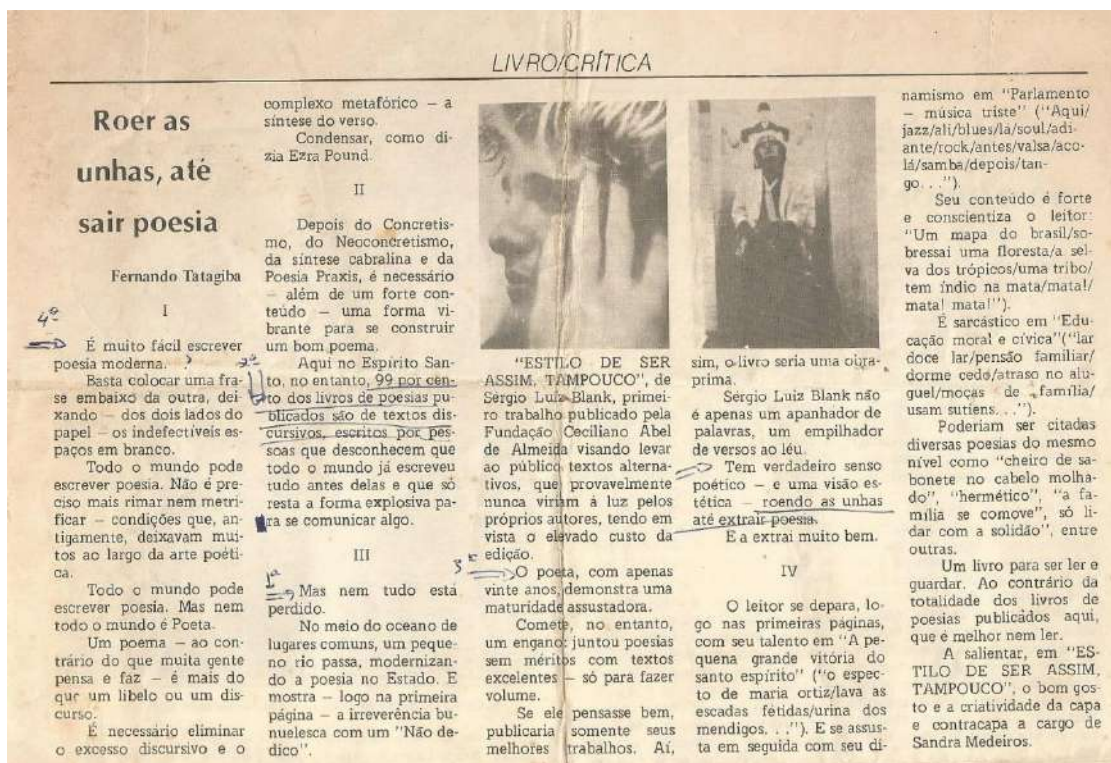 LIVRO/CRÍTICA
Roer as
unhas, até
sair poesia
Fernando Tatagiba
I
4º
É muito fácil escrever
poesia moderna. ?
Basta colocar uma fra-
se embaixo da outra, dei-
xando — dos dois lados do
papel — os indefectíveis es-
paços em branco.
Todo o mundo pode
escrever poesia. Não é pre-
ciso mais rimar nem metri-
ficar — condições que, an-
tigamente, deixavam mui-
tos ao largo da arte poéti-
ca.
Todo o mundo pode
escrever poesia. Mas nem
todo o mundo é Poeta.
Um poema — ao con-
trário do que muita gente
pensa e faz — é mais do
que um libelo ou um dis-
curso.
É necessário eliminar
o excesso discursivo e o
complexo metafórico — a
síntese do verso.
Condensar, como di-
zia Ezra Pound.
II
Depois do Concretis-
mo, do Neoconcretismo,
da síntese cabralina e da
Poesia Praxis, é necessário
— além de um forte con-
teúdo — uma forma vi-
brante para se construir
um bom poema.
2º
Aqui no Espírito San-
to, no entanto, 99 por cen-
to dos livros de poesias pu-
blicados são de textos dis-
cursivos, escritos por pes-
soas que desconhecem que
todo o mundo já escreveu
tudo antes delas e que só
resta a forma explosiva pa-
ra se comunicar algo.
III
1º
Mas nem tudo está
perdido.
No meio do oceano de
lugares comuns, um peque-
no rio passa, modernizan-
do a poesia no Estado. E
mostra — logo na primeira
página — a irreverência bu-
nuelesca com um "Não de-
dico".
"ESTILO DE SER
ASSIM, TAMPOUCO", de
Sérgio Luiz Blank, primei-
ro trabalho publicado pela
Fundação Ceciliano Abel
de Almeida visando levar
ao público textos alterna-
tivos, que provavelmente
nunca viriam à luz pelos
próprios autores, tendo em
vista o elevado custo da
edição.
3º
O poeta, com apenas
vinte anos, demonstra uma
maturidade assustadora.
Comete, no entanto,
um engano: juntou poesias
sem méritos com textos
excelentes — só para fazer
volume.
Se ele pensasse bem,
publicaria somente seus
melhores trabalhos. Aí,
sim, o livro seria uma obra-
prima.
Sérgio Luiz Blank não
é apenas um apanhador de
palavras, um empilhador
de versos ao léu.
Tem verdadeiro senso
poético — e uma visão es-
tética — roendo as unhas
até extrair poesia.
E a extrai muito bem.
IV
O leitor se depara, lo-
go nas primeiras páginas,
com seu talento em "A pe-
quena grande vitória do
santo espírito" ("o espec-
to de maria ortiz/lava as
escadas fétidas/urina dos
mendigos. . ."). E se assus-
ta em seguida com seu di-
namismo em "Parlamento
— música triste" ("Aqui/
jazz/ali/blues/lá/soul/adi-
ante/rock/antes/valsa/aco-
lá/samba/depois/tan-
go. . .").
Seu conteúdo é forte
e conscientiza o leitor:
"Um mapa do brasil/so-
bressai uma floresta/a sel-
va dos trópicos/uma tribo/
tem índio na mata/mata!/
mata! mata!").
É sarcástico em "Edu-
cação moral e cívica"("lar
doce lar/pensão familiar/
dorme cedo/atraso no alu-
guel/moças de família/
usam sutiens. . .").
Poderiam ser citadas
diversas poesias do mesmo
nível como "cheiro de sa-
bonete no cabelo molha-
do", "hermético", "a fa-
mília se comove", só li-
dar com a solidão", entre
outras.
Um livro para ser ler e
guardar. Ao contrário da
totalidade dos livros de
poesias publicados aqui,
que é melhor nem ler.
A salientar, em "ES-
TILO DE SER ASSIM,
TAMPOUCO", o bom gos-
to e a criatividade da capa
e contracapa a cargo de
Sandra Medeiros.